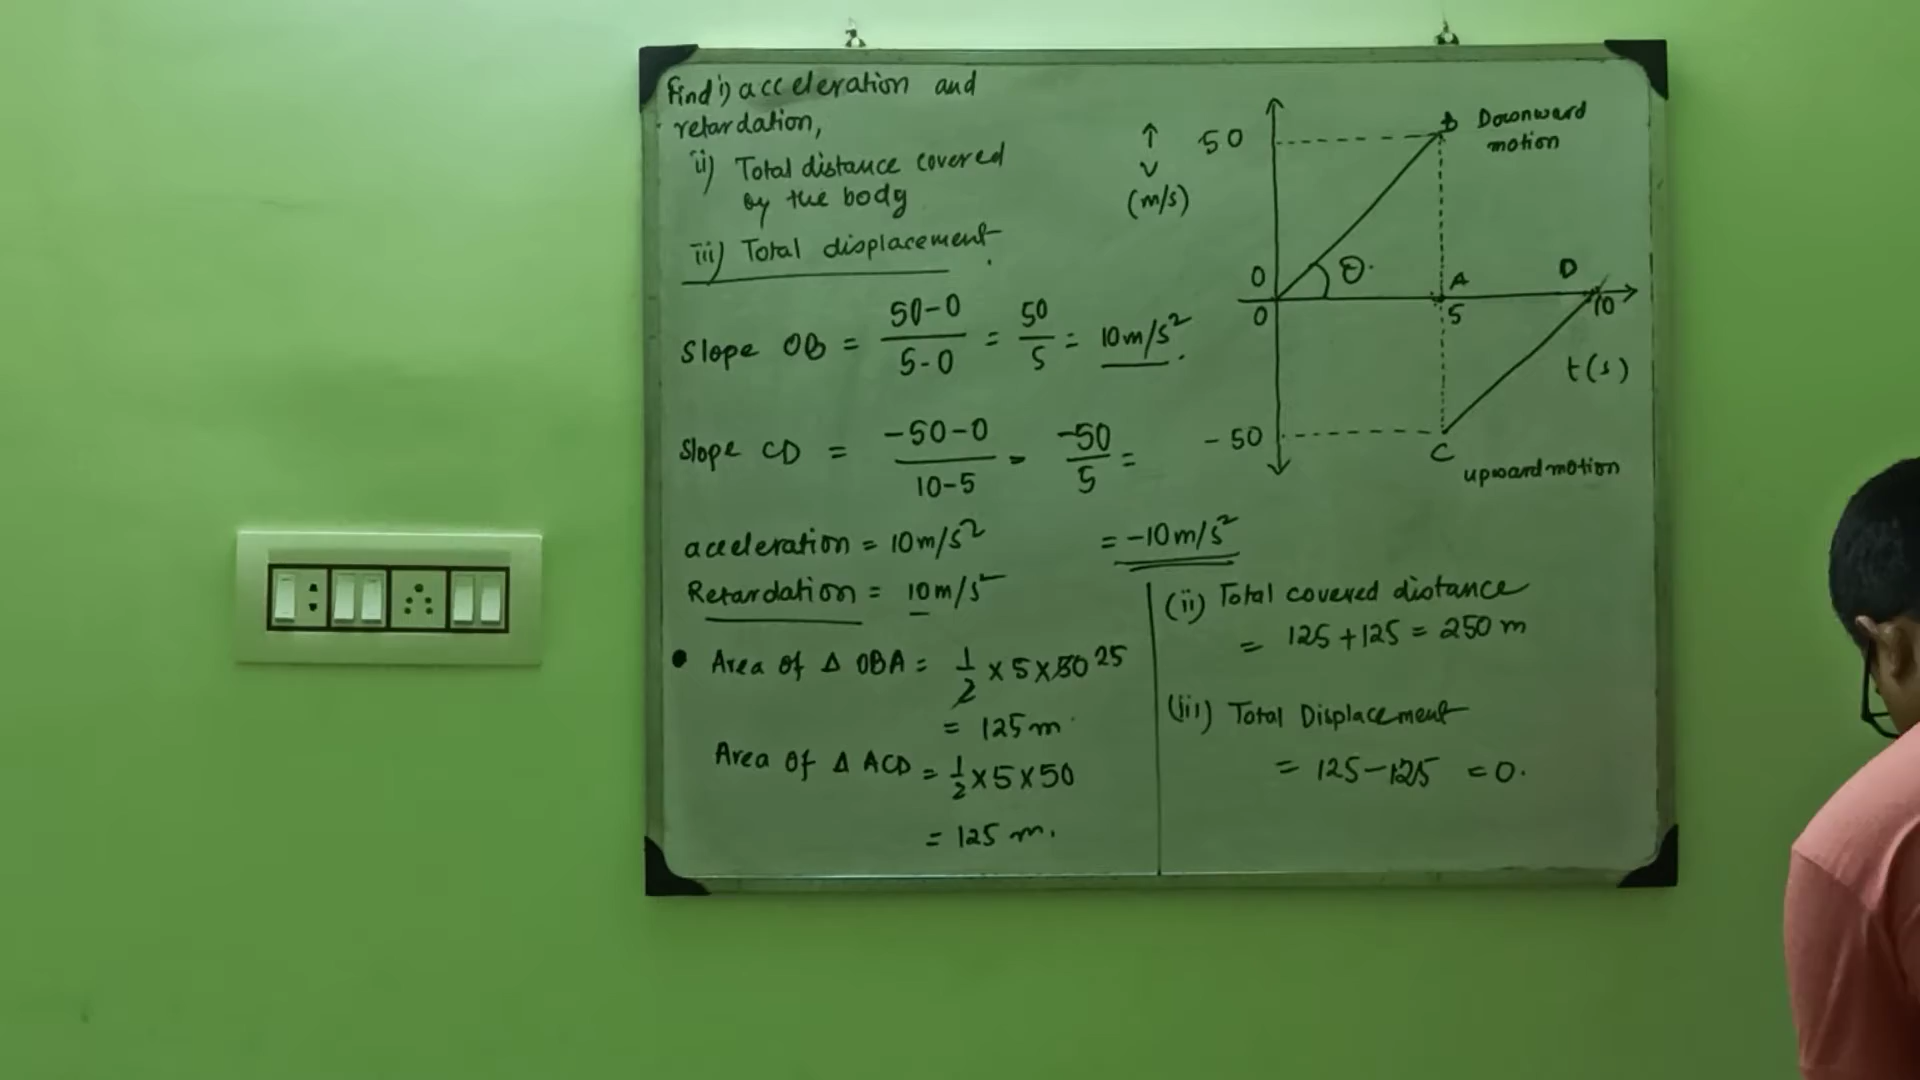 Find i) acceleration and
retardation,
ii) Total distance covered
by the body
iii) Total displacement
Slope OB = 50-0 / 5-0 = 50 / 5 = 10m/s²
Slope CD = -50-0 / 10-5 = -50 / 5 =
= -10m/s²
acceleration = 10m/s²
Retardation = 10m/s²
• Area of Δ OBA = 1/2 × 5 × 50 25
= 125m
Area of Δ ACD = 1/2 × 5 × 50
= 125 m.
50
↑
V
(m/s)
B Downward
motion
O θ A D
0 5 10
t(s)
-50
C
upward motion
(ii) Total covered distance
= 125 + 125 = 250 m
(iii) Total Displacement
= 125 - 125 = 0.